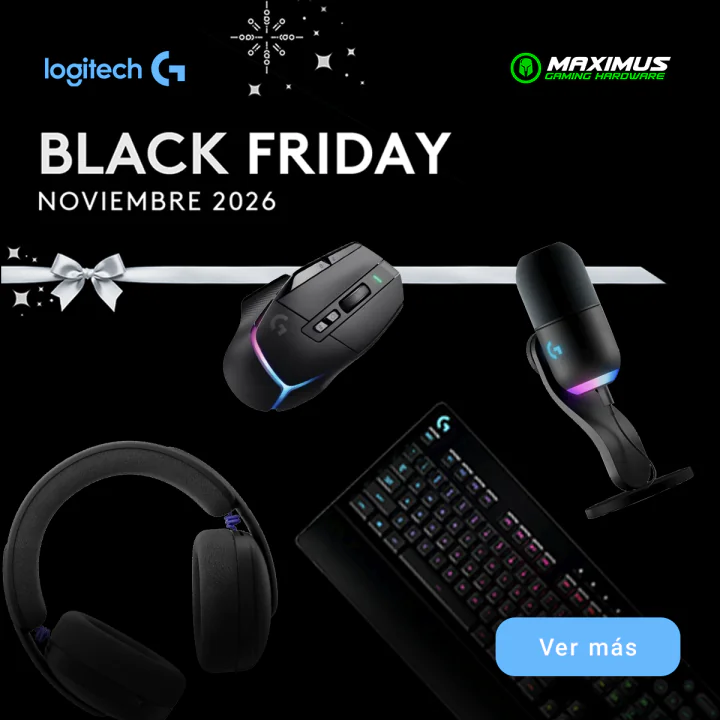 logitech G
MAXIMUS
GAMING HARDWARE
BLACK FRIDAY
NOVIEMBRE 2026
Ver más